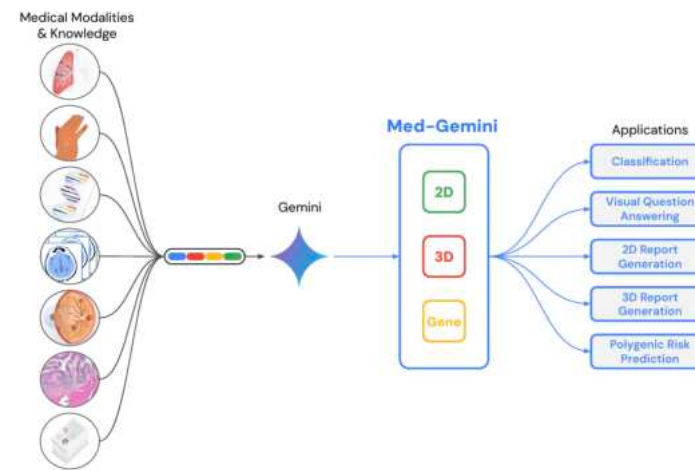 Medical Modalities
& Knowledge
Gemini
Med-Gemini
2D
3D
Gene
Applications
Classification
Visual Question
Answering
2D Report
Generation
3D Report
Generation
Polygenic Risk
Prediction